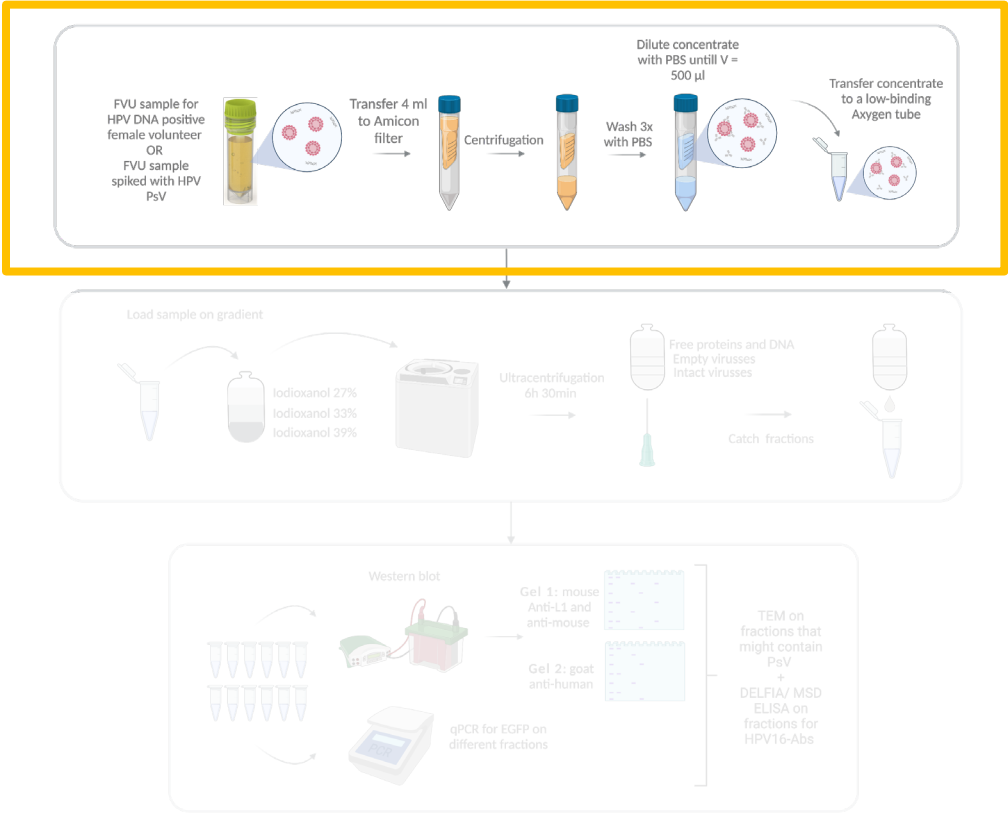 FVU sample for
HPV DNA positive
female volunteer
OR
FVU sample
spiked with HPV
PsV
Transfer 4 ml
to Amicon
filter
Centrifugation
Wash 3x
with PBS
Dilute concentrate
with PBS untill V =
500 µl
Transfer concentrate
to a low-binding
Axygen tube
Load sample on gradient
Iodioxanol 27%
Iodioxanol 33%
Iodioxanol 39%
Ultracentrifugation
6h 30min
Free proteins and DNA
Empty virusses
Intact virusses
Catch fractions
Western blot
Gel 1: mouse
Anti-L1 and
anti-mouse
Gel 2: goat
anti-human
qPCR for EGFP on
different fractions
PCR
TEM on
fractions that
might contain
PsV
+
DELFIA/ MSD
ELISA on
fractions for
HPV16-Abs